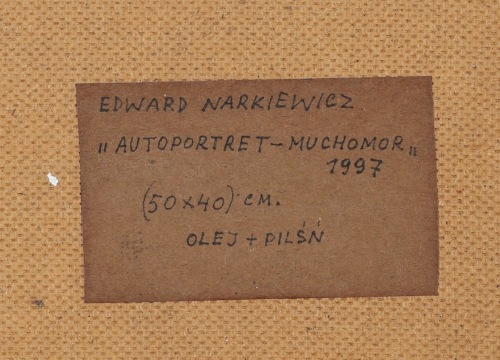 EDWARD NARKIEWICZ
„AUTOPORTRET-MUCHOMOR„
1997
(50x40) CM.
OLEJ + PILŚŃ